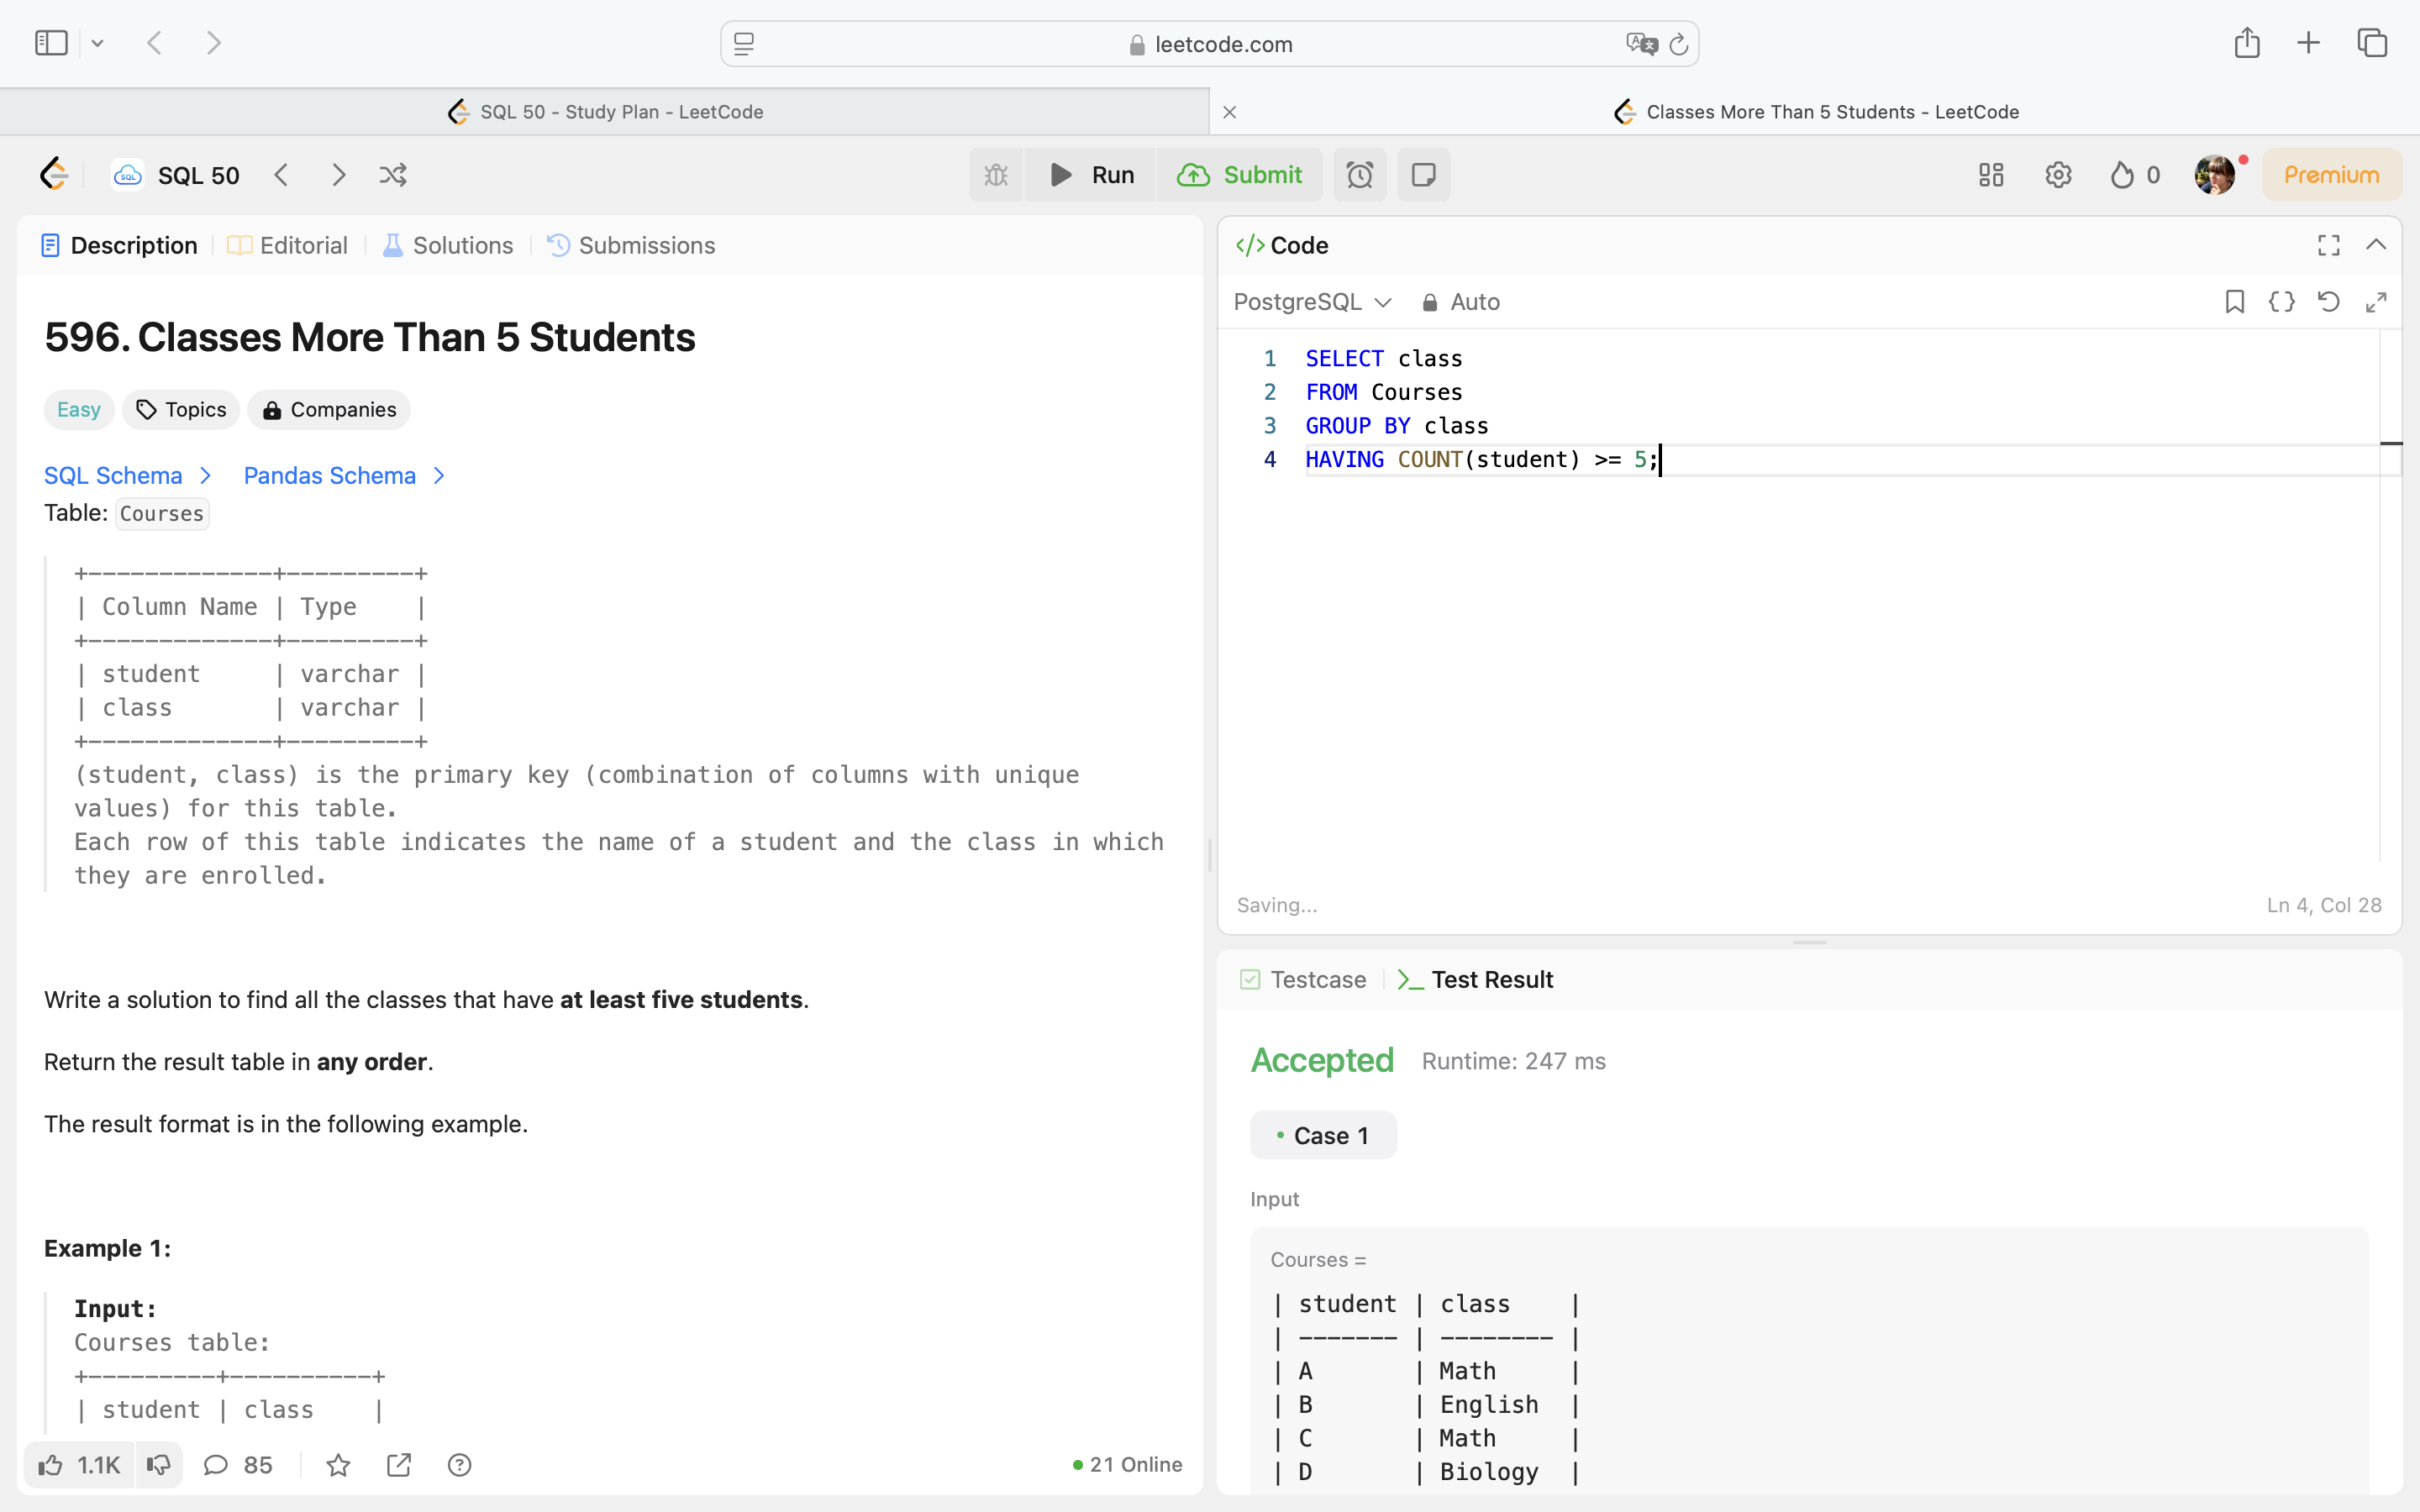 leetcode.com
SQL 50 - Study Plan - LeetCode
Classes More Than 5 Students - LeetCode
SQL SQL 50
Run Submit
0 Premium
Description Editorial Solutions Submissions
596. Classes More Than 5 Students
Easy Topics Companies
SQL Schema > Pandas Schema >
Table: Courses
+-------------+---------+
| Column Name | Type    |
+-------------+---------+
| student     | varchar |
| class       | varchar |
+-------------+---------+
(student, class) is the primary key (combination of columns with unique
values) for this table.
Each row of this table indicates the name of a student and the class in which
they are enrolled.
Write a solution to find all the classes that have at least five students.
Return the result table in any order.
The result format is in the following example.
Example 1:
Input:
Courses table:
+---------+----------+
| student | class    |
1.1K 85 21 Online
</> Code
PostgreSQL Auto
1 SELECT class
2 FROM Courses
3 GROUP BY class
4 HAVING COUNT(student) >= 5;
Saving... Ln 4, Col 28
Testcase >_ Test Result
Accepted Runtime: 247 ms
• Case 1
Input
Courses =
| student | class    |
| ------- | -------- |
| A       | Math     |
| B       | English  |
| C       | Math     |
| D       | Biology  |